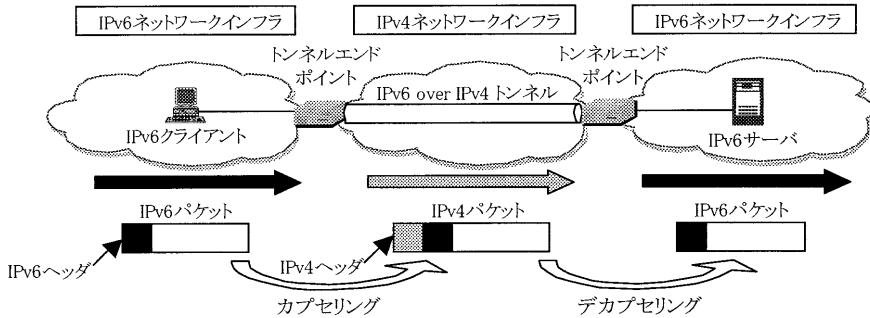 IPv6ネットワークインフラ
IPv4ネットワークインフラ
IPv6ネットワークインフラ
トンネルエンド
ポイント
トンネルエンド
ポイント
IPv6 over IPv4 トンネル
IPv6クライアント
IPv6サーバ
IPv6パケット
IPv4パケット
IPv6パケット
IPv6ヘッダ
IPv4ヘッダ
カプセリング
デカプセリング